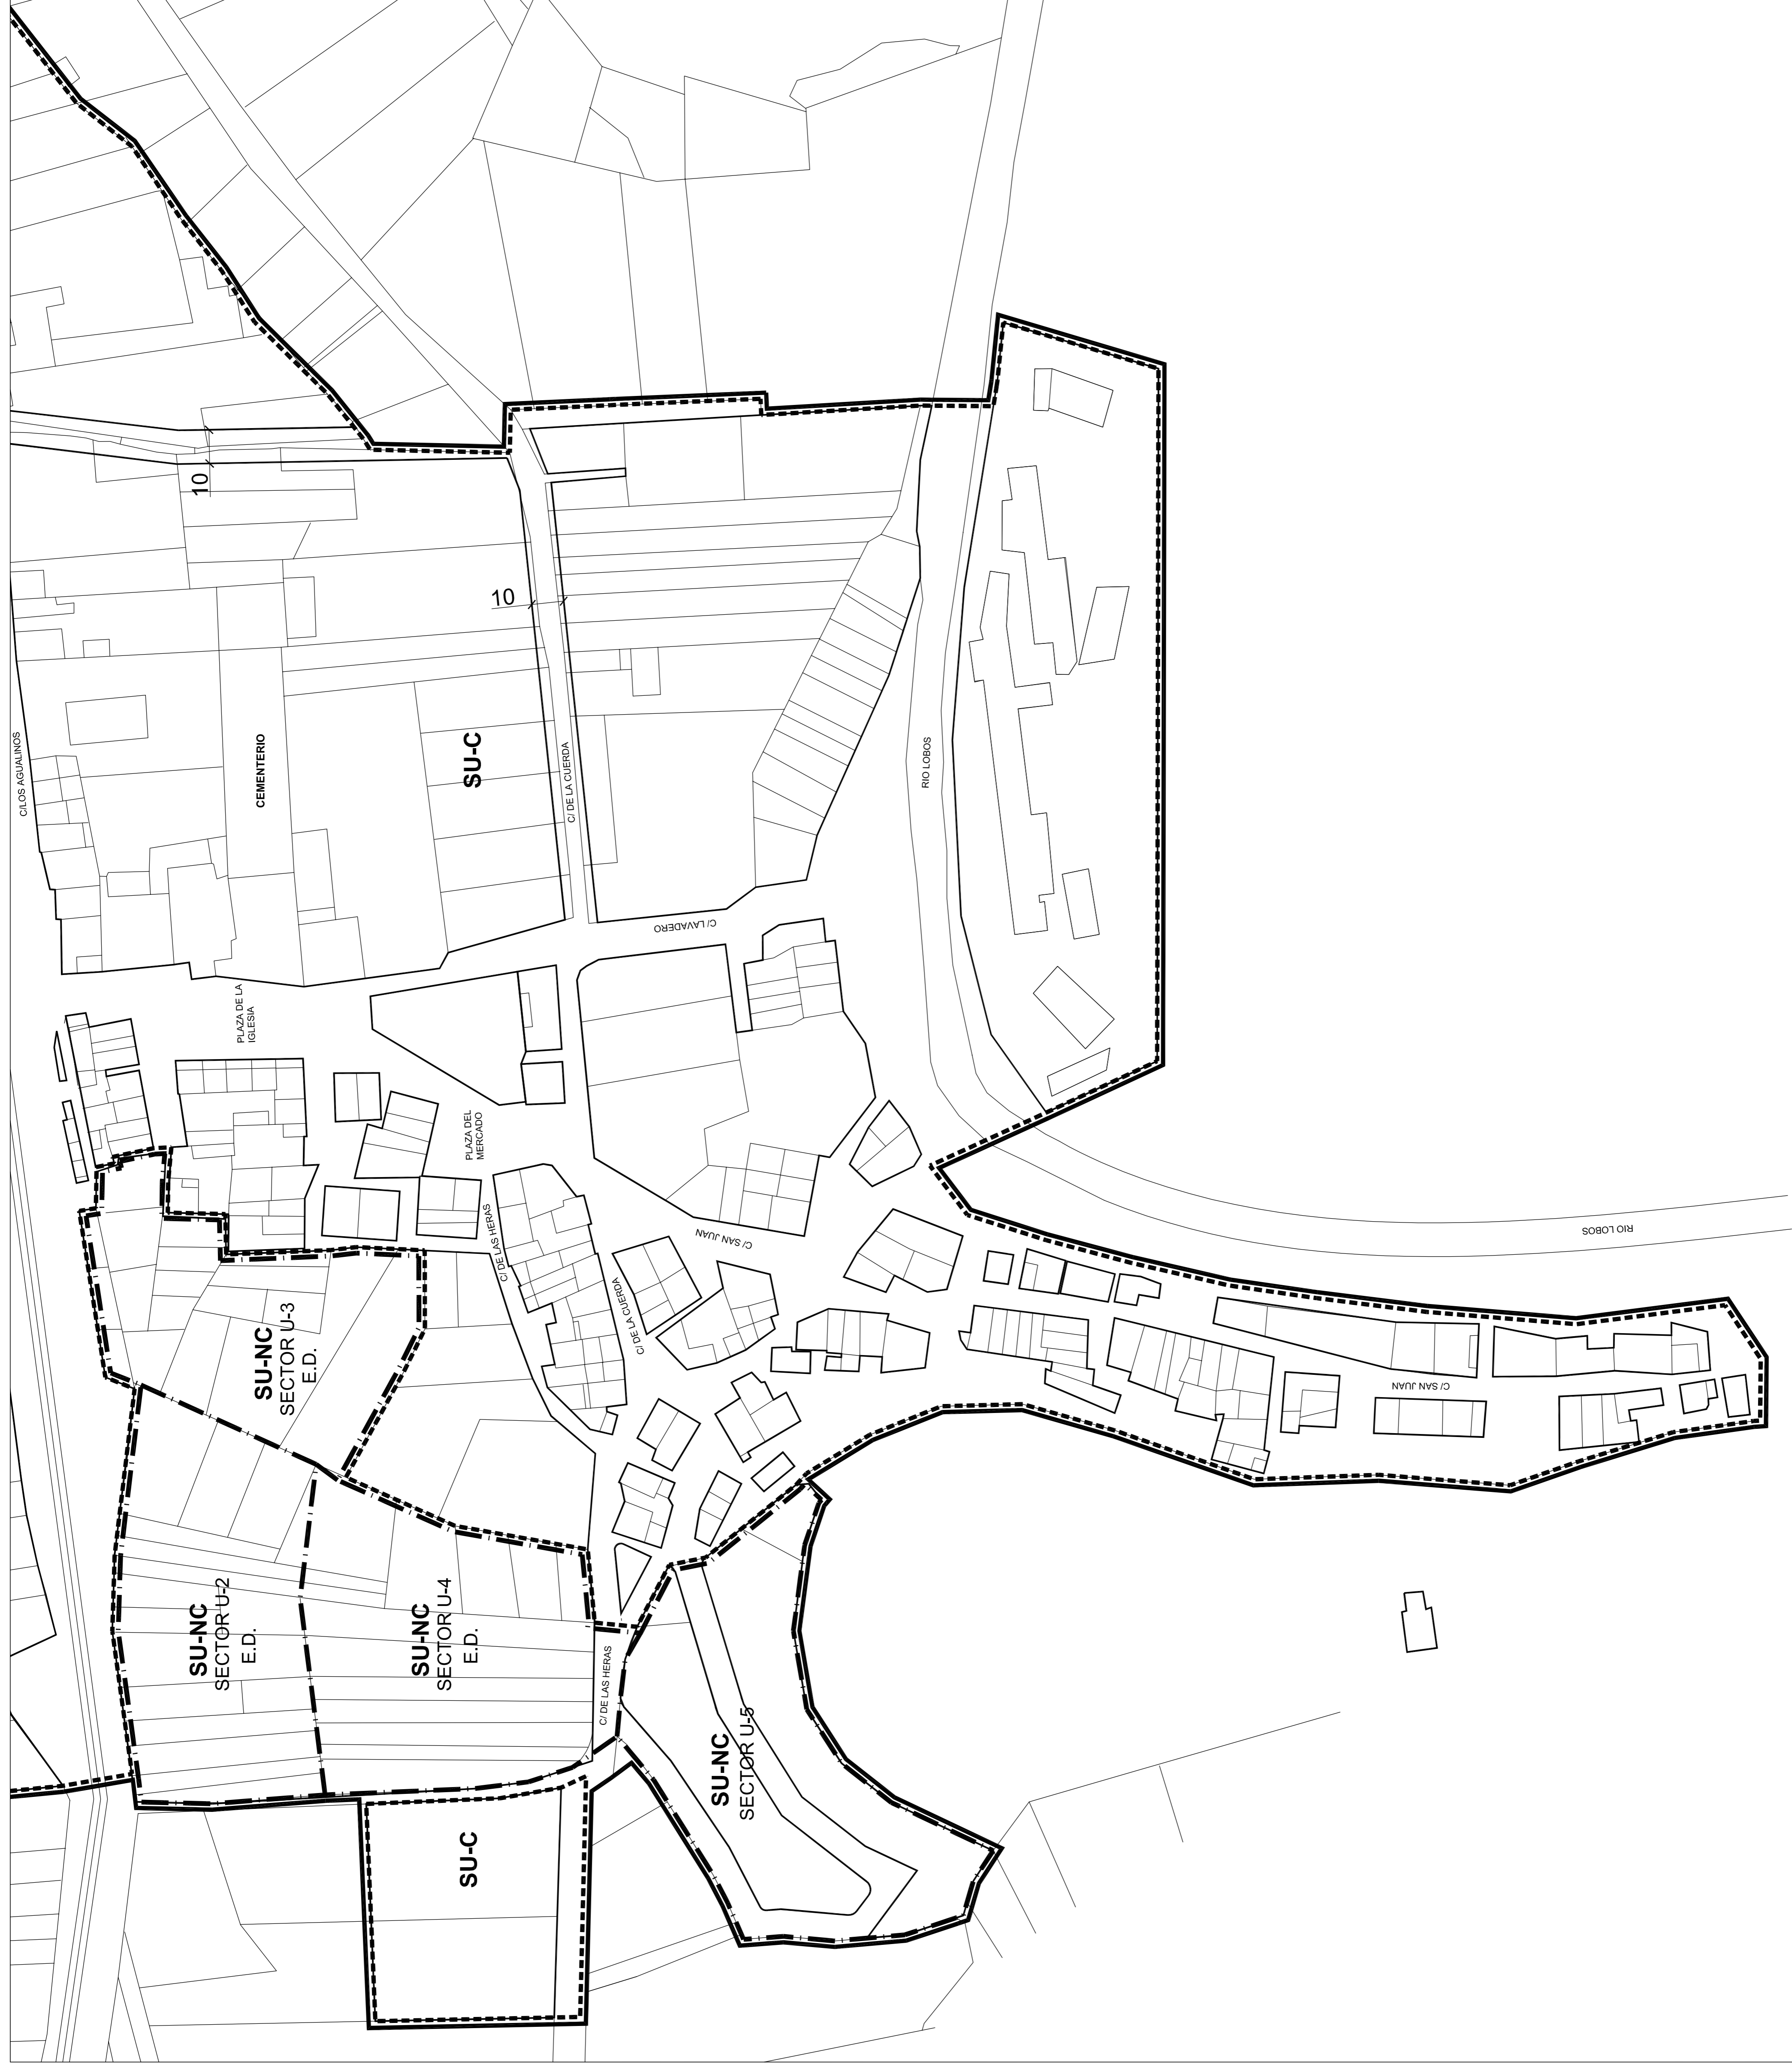 10
10
C/LOS AGUALINOS
CEMENTERIO
SU-C
C/ DE LA CUERDA
RIO LOBOS
C/ LAVADERO
PLAZA DE LA
IGLESIA
PLAZA DEL
MERCADO
C/ DE LAS HERAS
C/ SAN JUAN
RIO LOBOS
C/ DE LA CUERDA
SU-NC
SECTOR U-3
E.D.
C/ SAN JUAN
SU-NC
SECTOR U-2
E.D.
SU-NC
SECTOR U-4
E.D.
C/ DE LAS HERAS
SU-NC
SECTOR U-5
SU-C